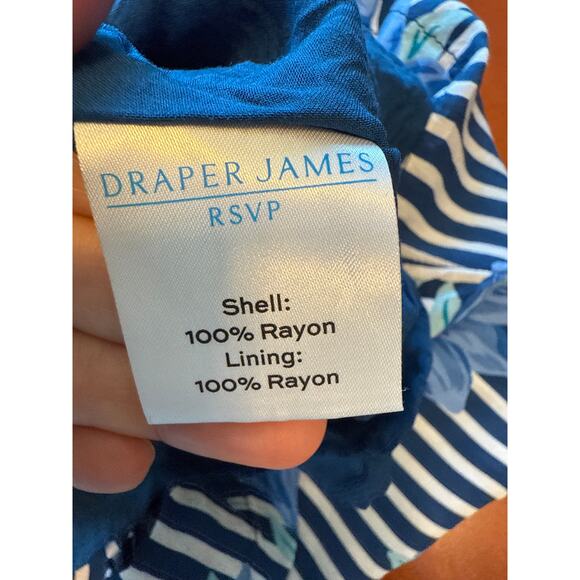 DRAPER JAMES
RSVP
Shell:
100% Rayon
Lining:
100% Rayon